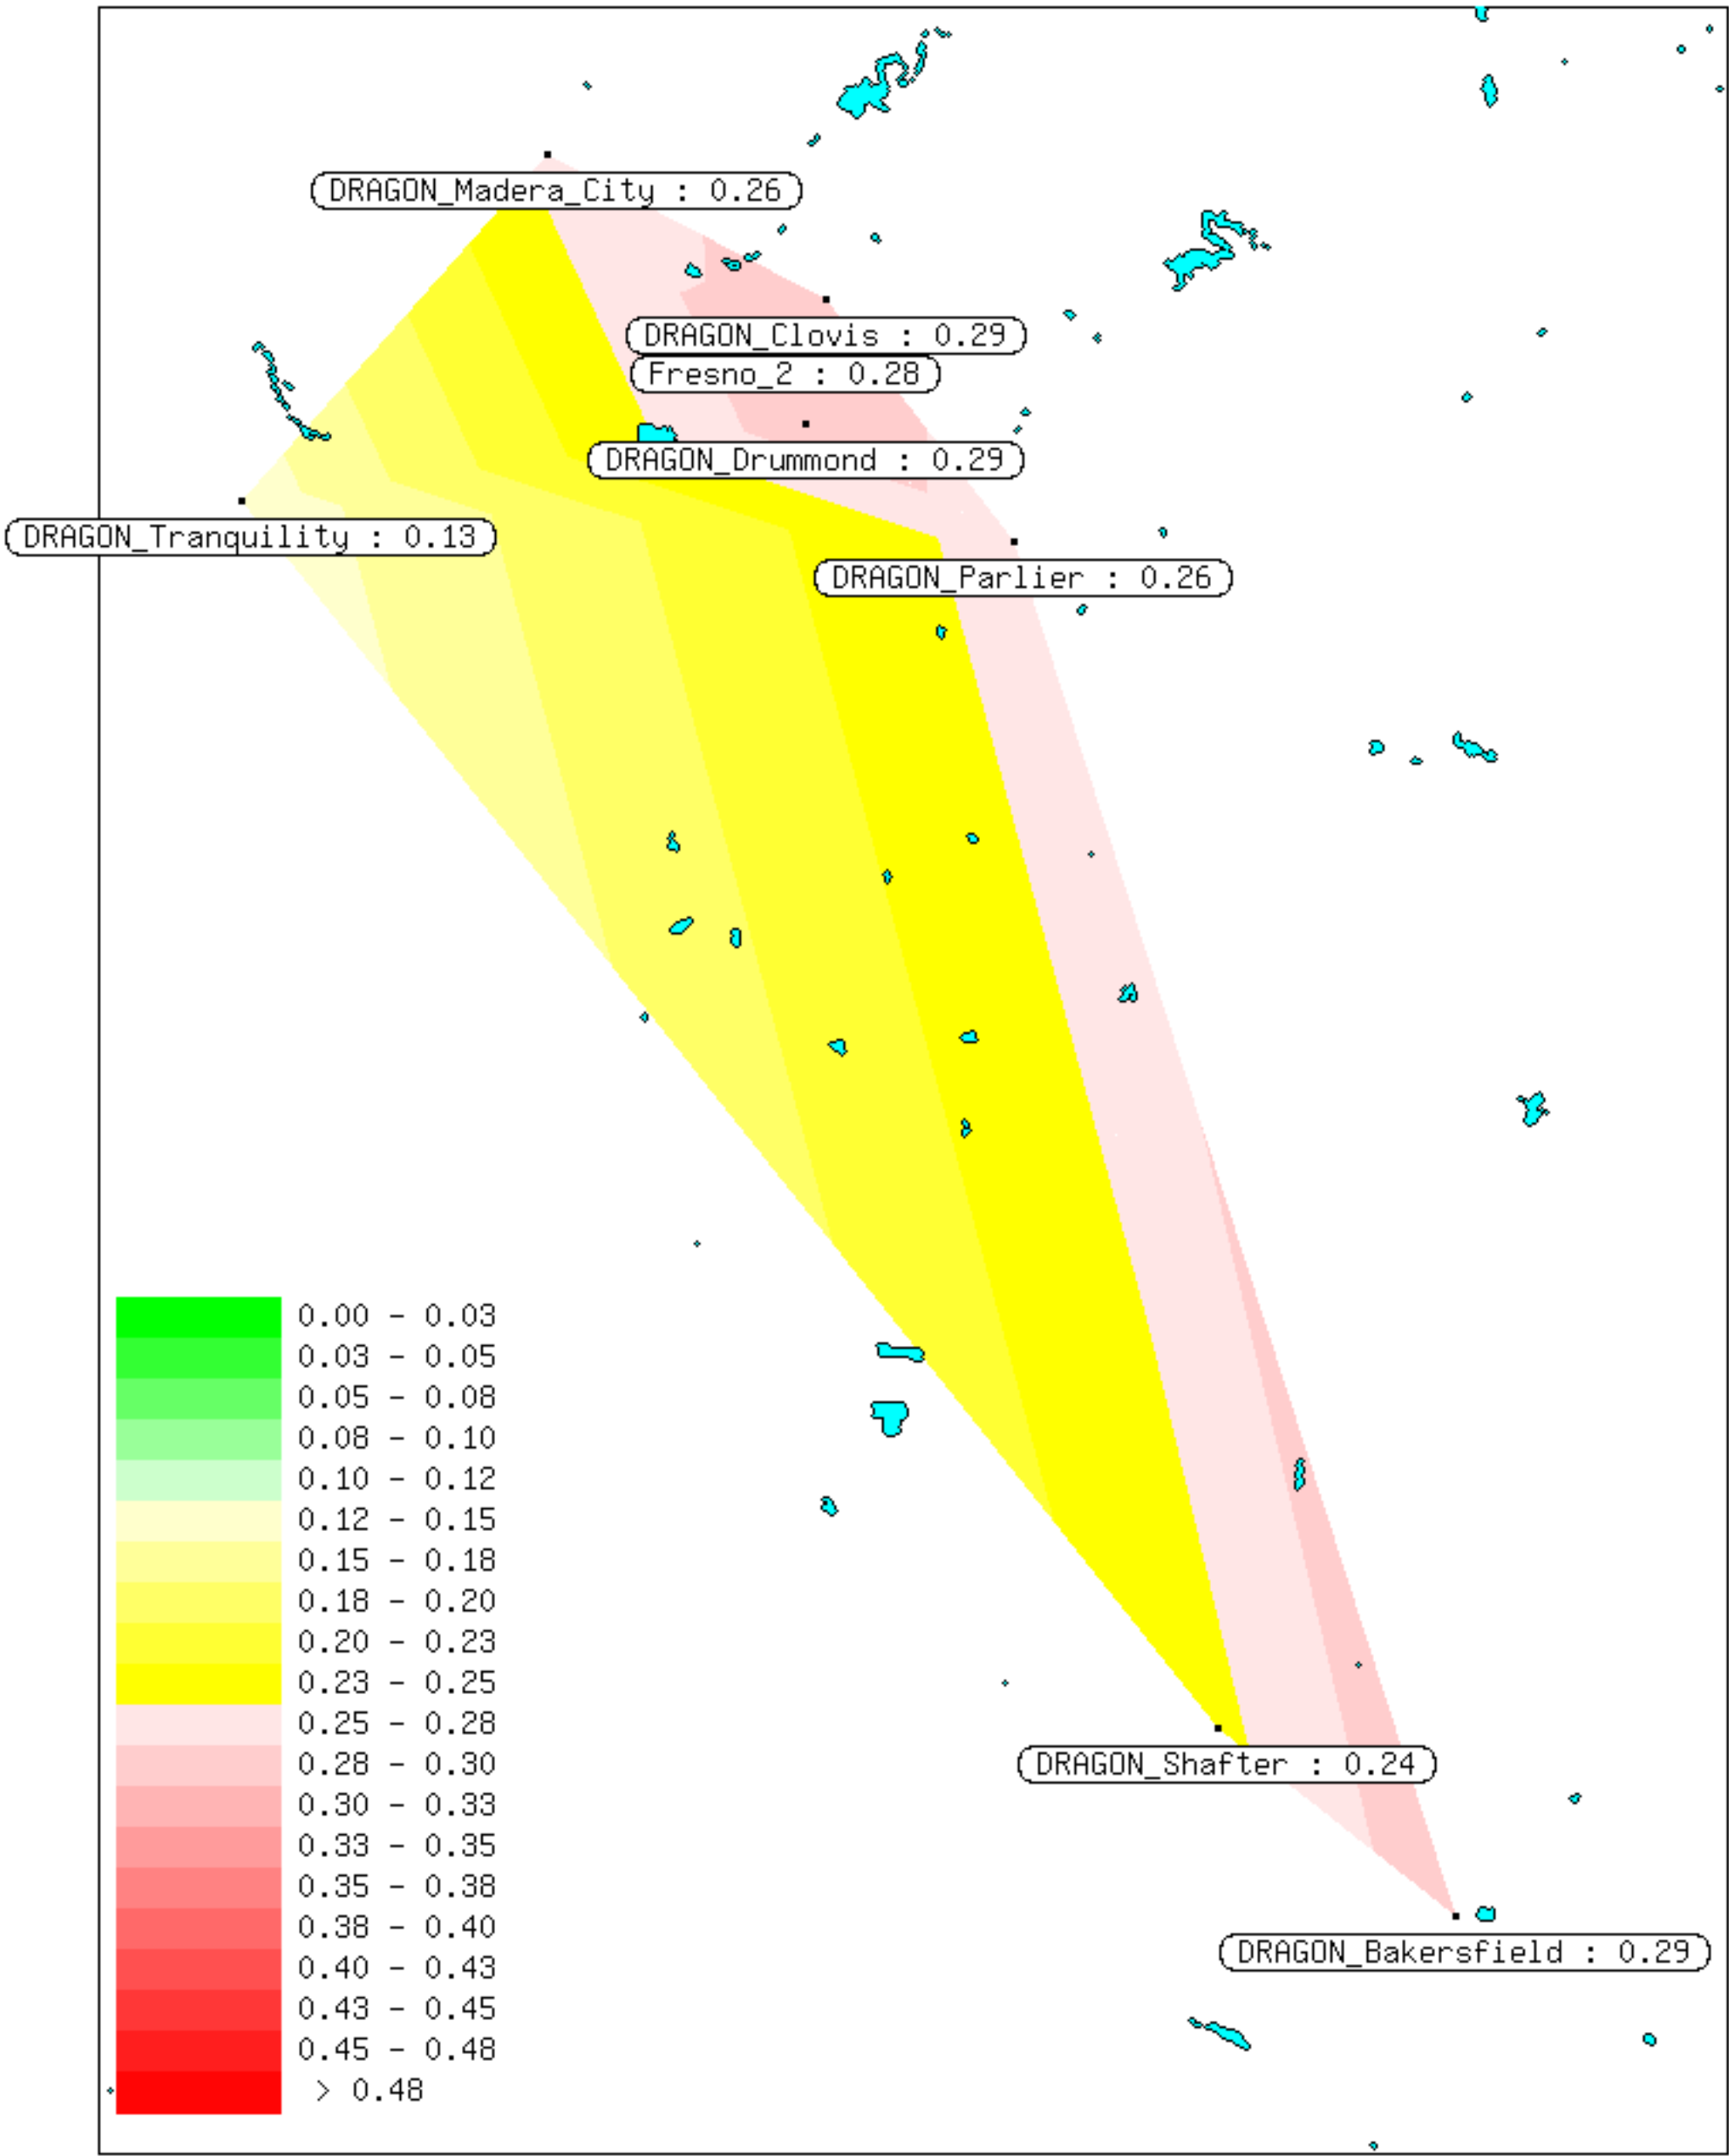 DRAGON_Madera_City : 0.26
DRAGON_Clovis : 0.29
Fresno_2 : 0.28
DRAGON_Drummond : 0.29
DRAGON_Tranquility : 0.13
DRAGON_Parlier : 0.26
0.00 - 0.03
0.03 - 0.05
0.05 - 0.08
0.08 - 0.10
0.10 - 0.12
0.12 - 0.15
0.15 - 0.18
0.18 - 0.20
0.20 - 0.23
0.23 - 0.25
0.25 - 0.28
0.28 - 0.30
0.30 - 0.33
0.33 - 0.35
0.35 - 0.38
0.38 - 0.40
0.40 - 0.43
0.43 - 0.45
0.45 - 0.48
> 0.48
DRAGON_Shafter : 0.24
DRAGON_Bakersfield : 0.29